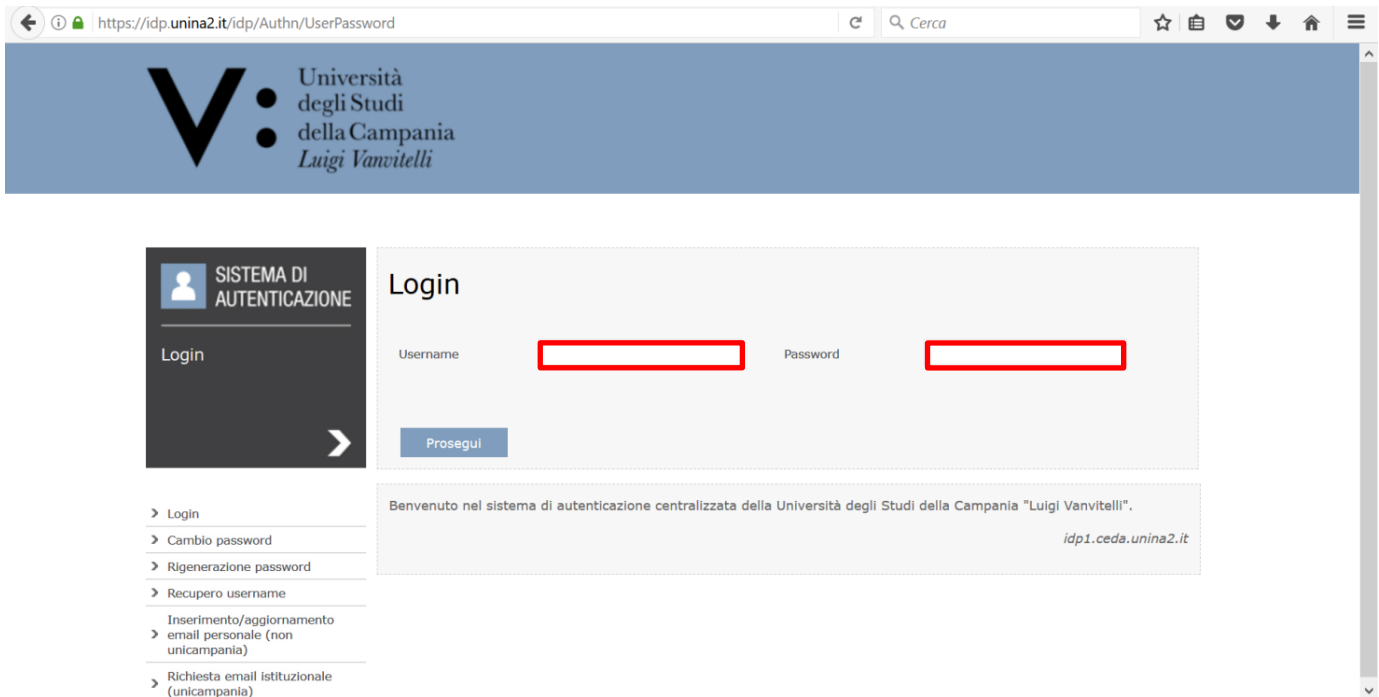 https://idp.unina2.it/idp/Authn/UserPassword
Cerca
V:
Università
degli Studi
della Campania
Luigi Vanvitelli
SISTEMA DI
AUTENTICAZIONE
Login
Login
Username
Password
Prosegui
Login
Cambio password
Rigenerazione password
Recupero username
Inserimento/aggiornamento
email personale (non
unicampania)
Richiesta email istituzionale
(unicampania)
Benvenuto nel sistema di autenticazione centralizzata della Università degli Studi della Campania "Luigi Vanvitelli".
idp1.ceda.unina2.it